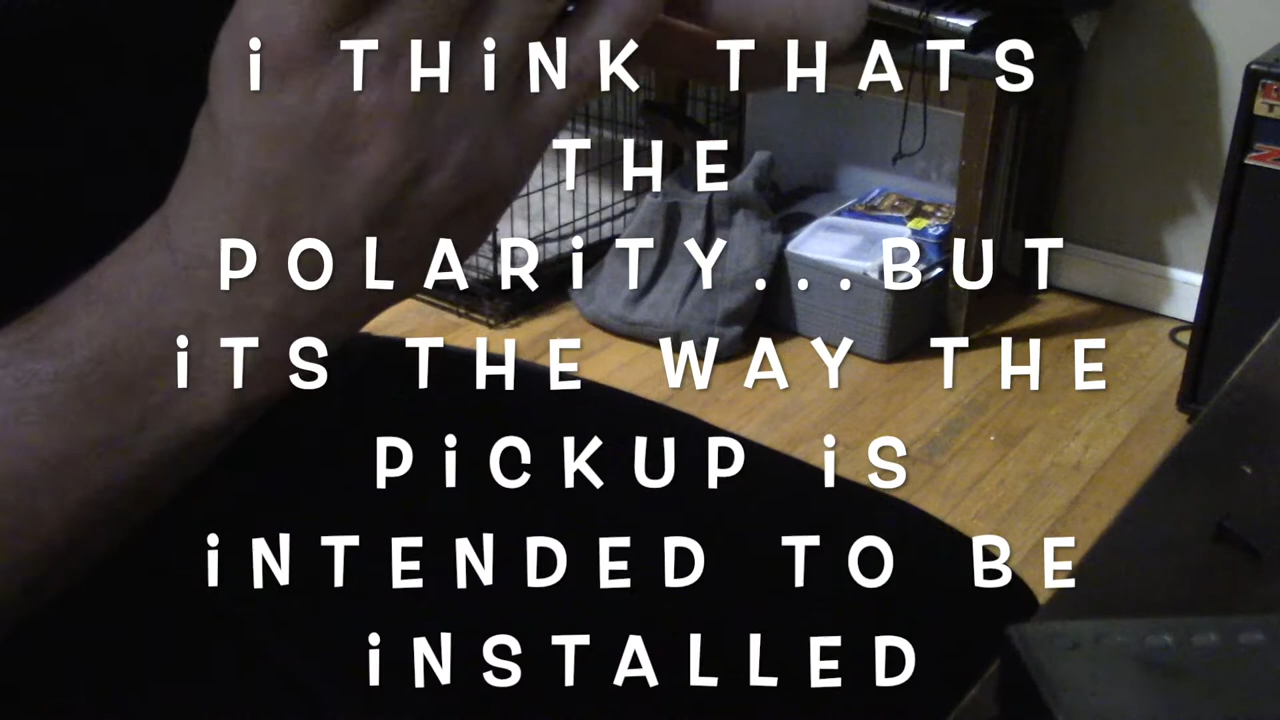 i THiNK THATS
THE
POLARiTY...BUT
iTS THE WAY THE
PiCKUP iS
iNTENDED TO BE
iNSTALLED